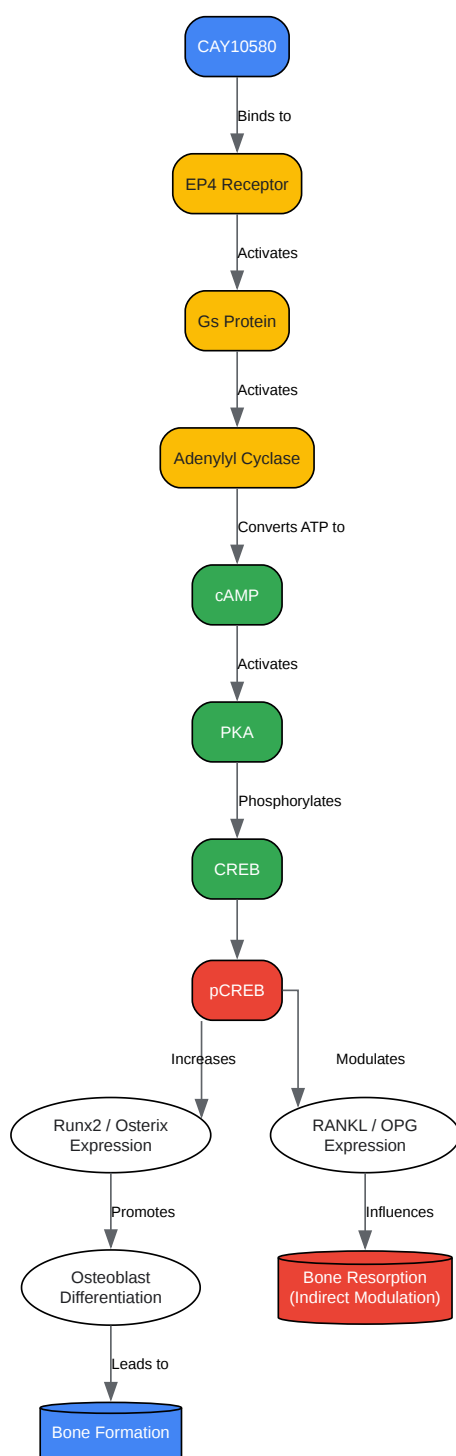 CAY10580
Binds to
EP4 Receptor
Activates
Gs Protein
Activates
Adenylyl Cyclase
Converts ATP to
cAMP
Activates
PKA
Phosphorylates
CREB
pCREB
Increases
Modulates
Runx2 / Osterix
Expression
RANKL / OPG
Expression
Promotes
Influences
Osteoblast
Differentiation
Bone Resorption
(Indirect Modulation)
Leads to
Bone Formation